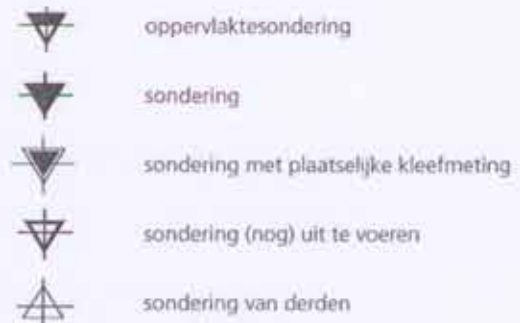 oppervlaktesondering
sondering
sondering met plaatselijke kleefmeting
sondering (nog) uit te voeren
sondering van derden